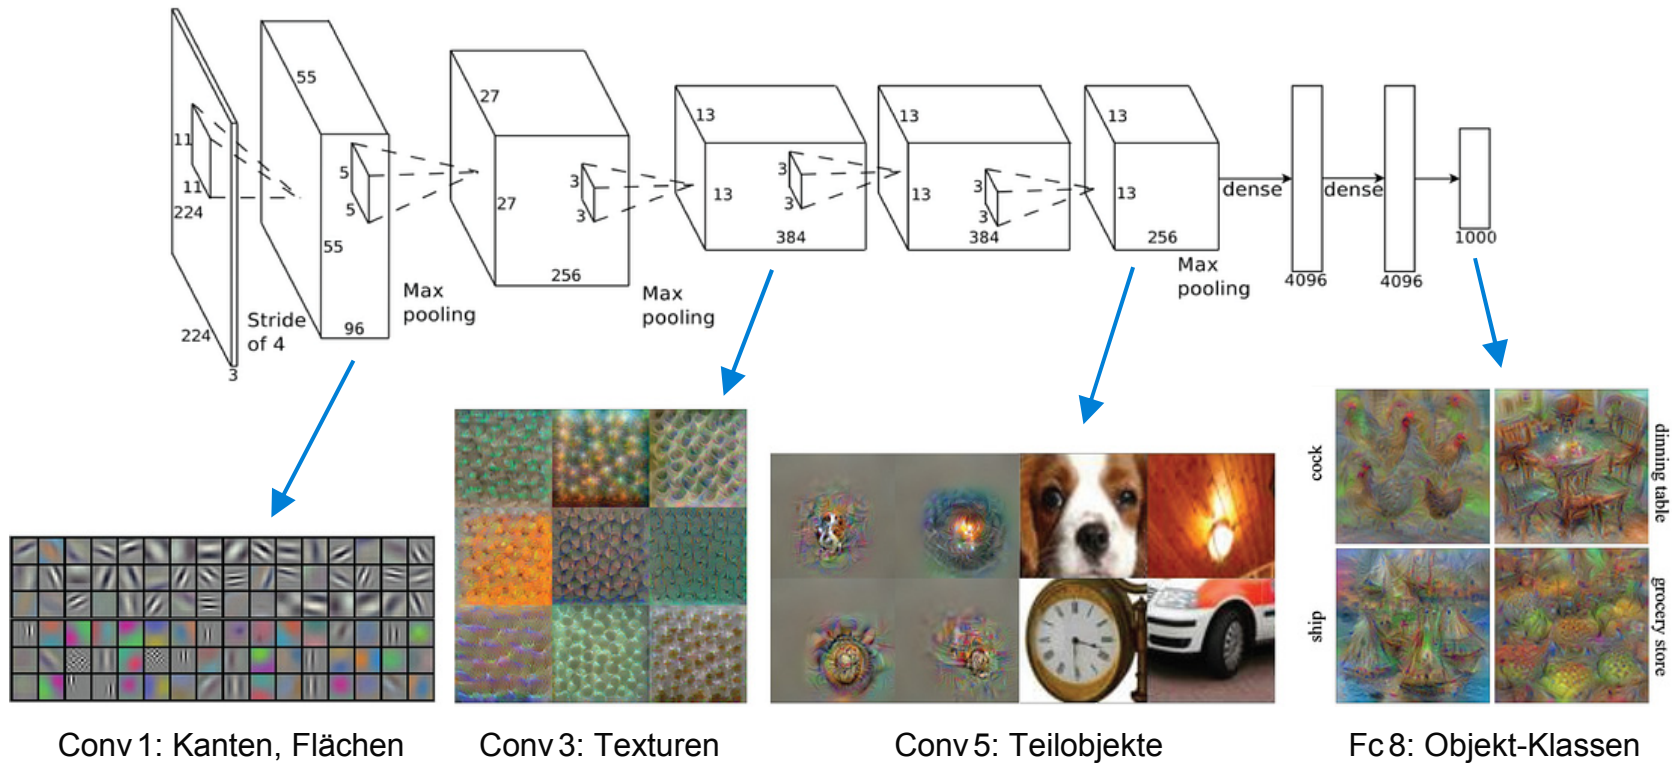 11
11
224
224
3
Stride
of 4
55
55
96
5
5
Max
pooling
27
27
256
3
3
Max
pooling
13
13
384
3
3
13
13
384
3
3
13
13
256
Max
pooling
dense
4096
dense
4096
1000
cock
ship
dinning table
grocery store
Conv 1: Kanten, Flächen
Conv 3: Texturen
Conv 5: Teilobjekte
Fc 8: Objekt-Klassen